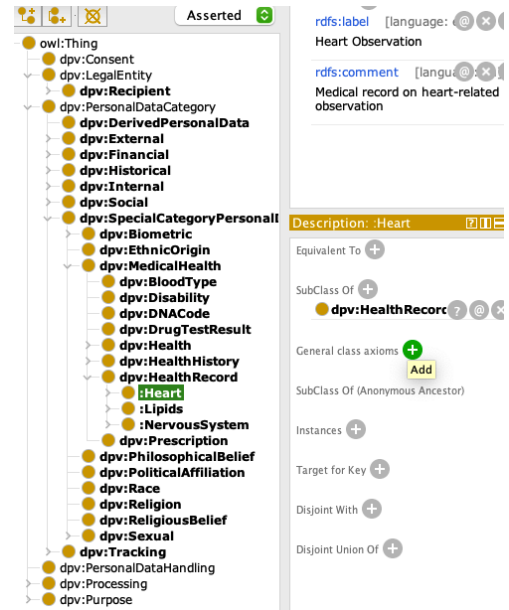 Asserted
owl:Thing
dpv:Consent
dpv:LegalEntity
dpv:Recipient
dpv:PersonalDataCategory
dpv:DerivedPersonalData
dpv:External
dpv:Financial
dpv:Historical
dpv:Internal
dpv:Social
dpv:SpecialCategoryPersonal
dpv:Biometric
dpv:EthnicOrigin
dpv:MedicalHealth
dpv:BloodType
dpv:Disability
dpv:DNACode
dpv:DrugTestResult
dpv:Health
dpv:HealthHistory
dpv:HealthRecord
:Heart
:Lipids
:NervousSystem
dpv:Prescription
dpv:PhilosophicalBelief
dpv:PoliticalAffiliation
dpv:Race
dpv:Religion
dpv:ReligiousBelief
dpv:Sexual
dpv:Tracking
dpv:PersonalDataHandling
dpv:Processing
dpv:Purpose
rdfs:label [language: @
Heart Observation
rdfs:comment [langu @
Medical record on heart-related
observation
Description: :Heart
Equivalent To
SubClass Of
dpv:HealthRecord ? @
General class axioms
Add
SubClass Of (Anonymous Ancestor)
Instances
Target for Key
Disjoint With
Disjoint Union Of